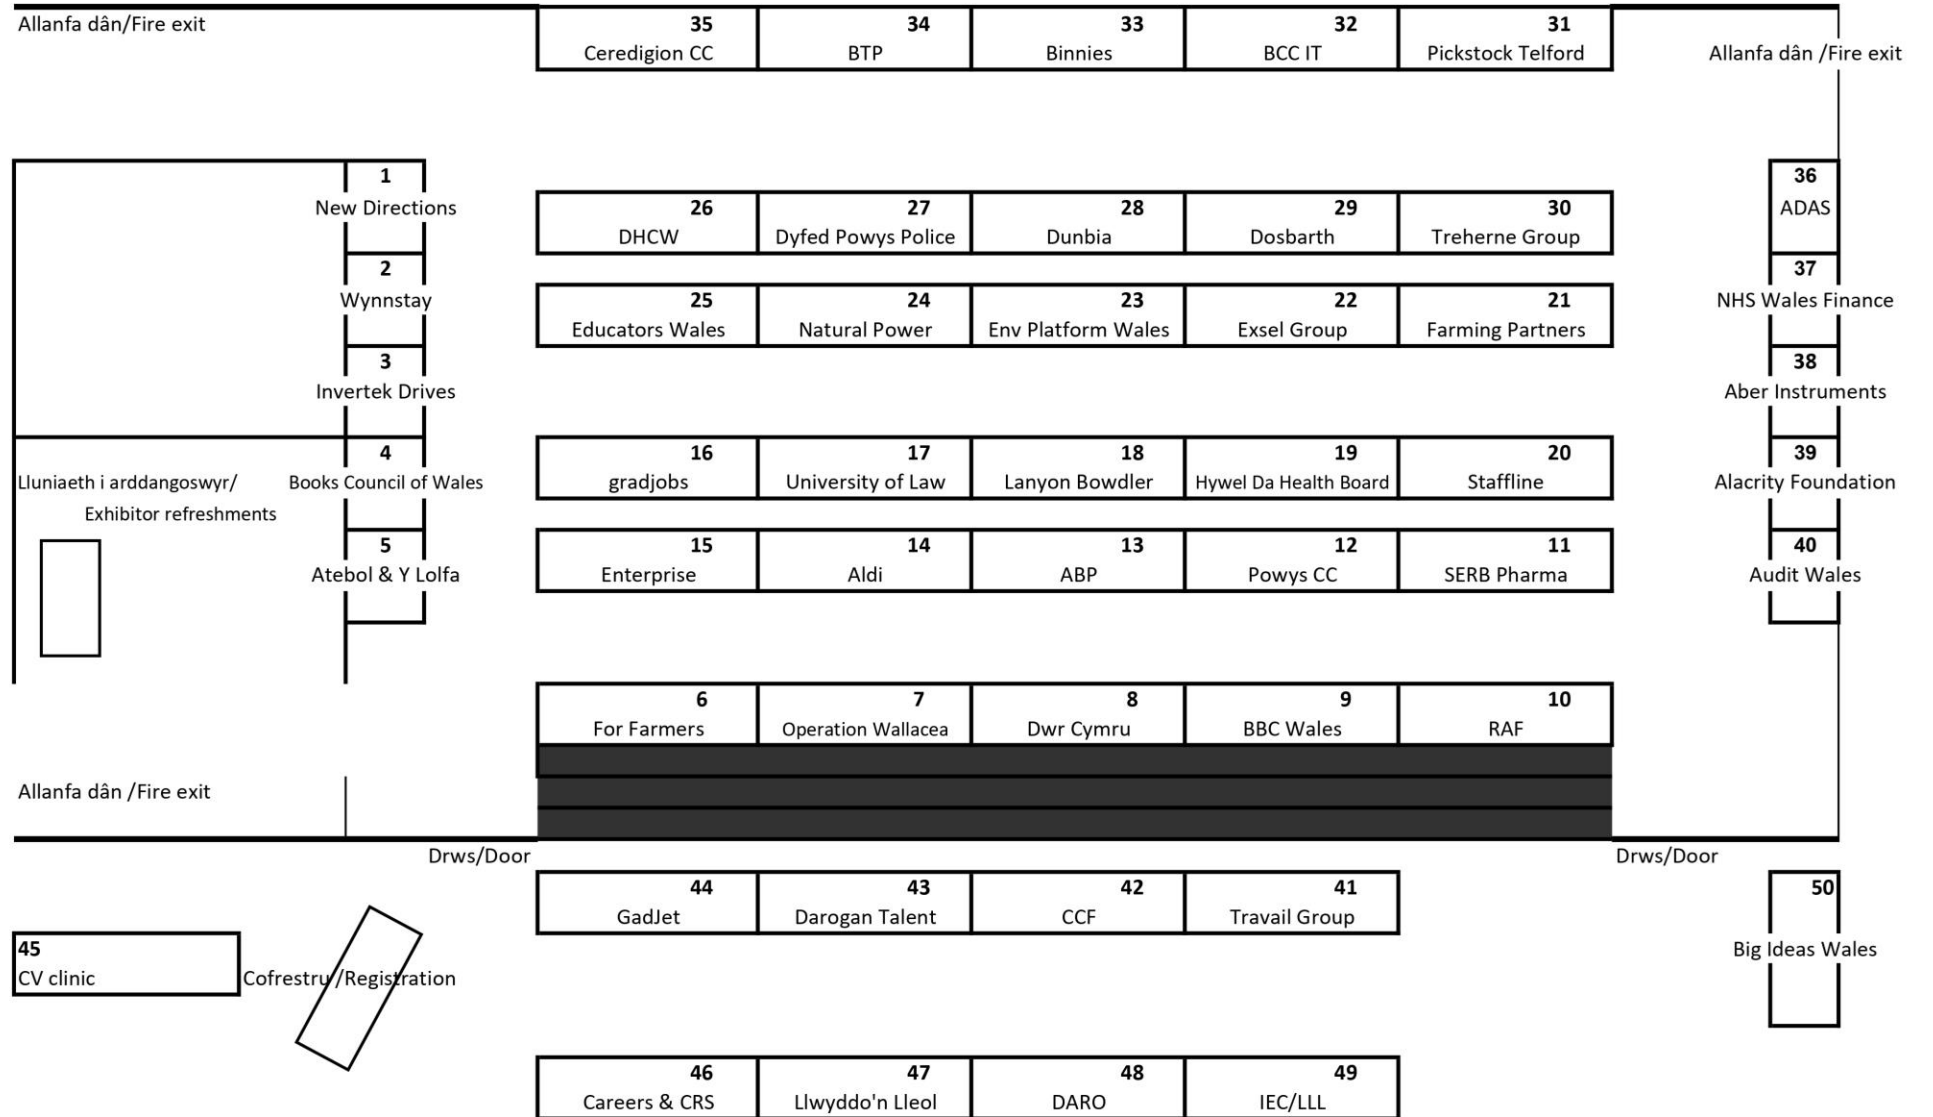 Allanfa dân/Fire exit
35
Ceredigion CC
34
BTP
33
Binnies
32
BCC IT
31
Pickstock Telford
Allanfa dân /Fire exit
1
New Directions
2
Wynnstay
3
Invertek Drives
4
Books Council of Wales
5
Atebol & Y Lolfa
26
DHCW
27
Dyfed Powys Police
28
Dunbia
29
Dosbarth
30
Treherne Group
25
Educators Wales
24
Natural Power
23
Env Platform Wales
22
Exsel Group
21
Farming Partners
36
ADAS
37
NHS Wales Finance
38
Aber Instruments
39
Alacrity Foundation
40
Audit Wales
Lluniaeth i arddangoswyr/
Exhibitor refreshments
16
gradjobs
17
University of Law
18
Lanyon Bowdler
19
Hywel Da Health Board
20
Staffline
15
Enterprise
14
Aldi
13
ABP
12
Powys CC
11
SERB Pharma
6
For Farmers
7
Operation Wallacea
8
Dwr Cymru
9
BBC Wales
10
RAF
Allanfa dân /Fire exit
Drws/Door
Drws/Door
44
GadJet
43
Darogan Talent
42
CCF
41
Travail Group
50
Big Ideas Wales
45
CV clinic
Cofrestru /Registration
46
Careers & CRS
47
Llwyddo'n Lleol
48
DARO
49
IEC/LLL